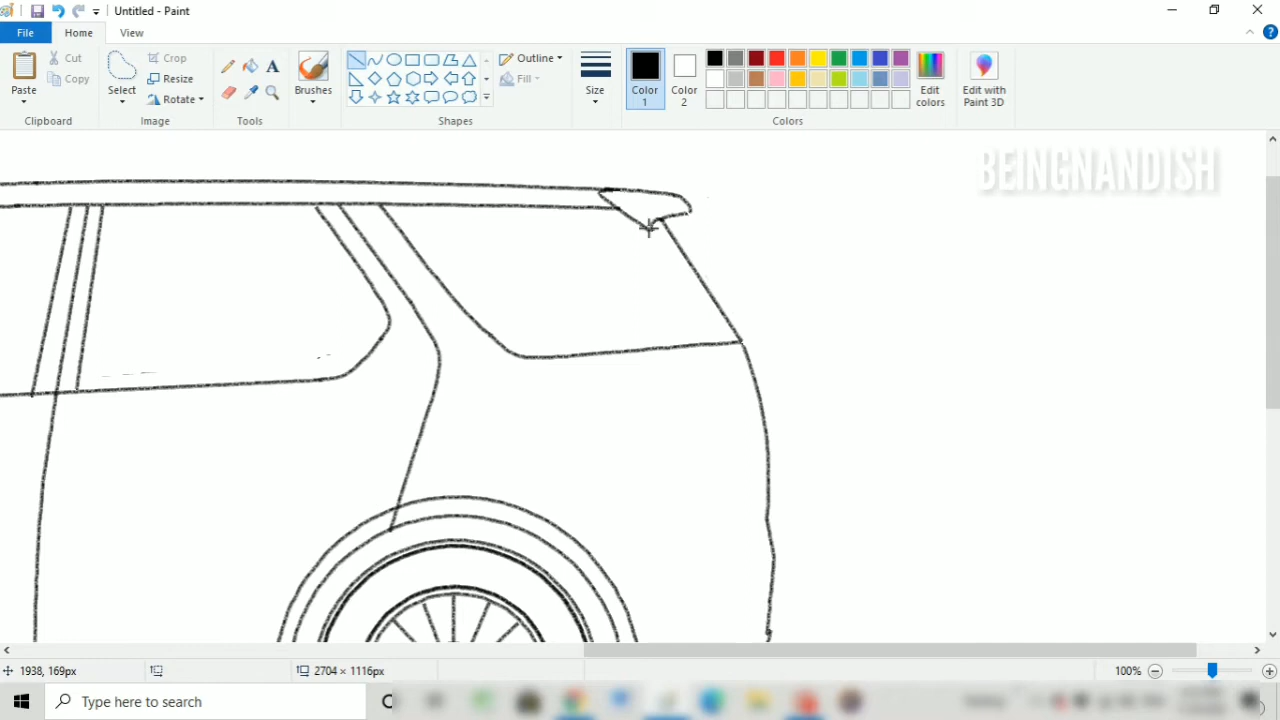 Untitled - Paint
File
Home
View
Paste
Cut
Copy
Clipboard
Select
Crop
Resize
Rotate
Image
Tools
Brushes
Outline
Fill
Shapes
Size
Color 1
Color 2
Edit colors
Colors
Edit with Paint 3D
BEINGNANDISH
1938, 169px
2704 × 1116px
100%
Type here to search